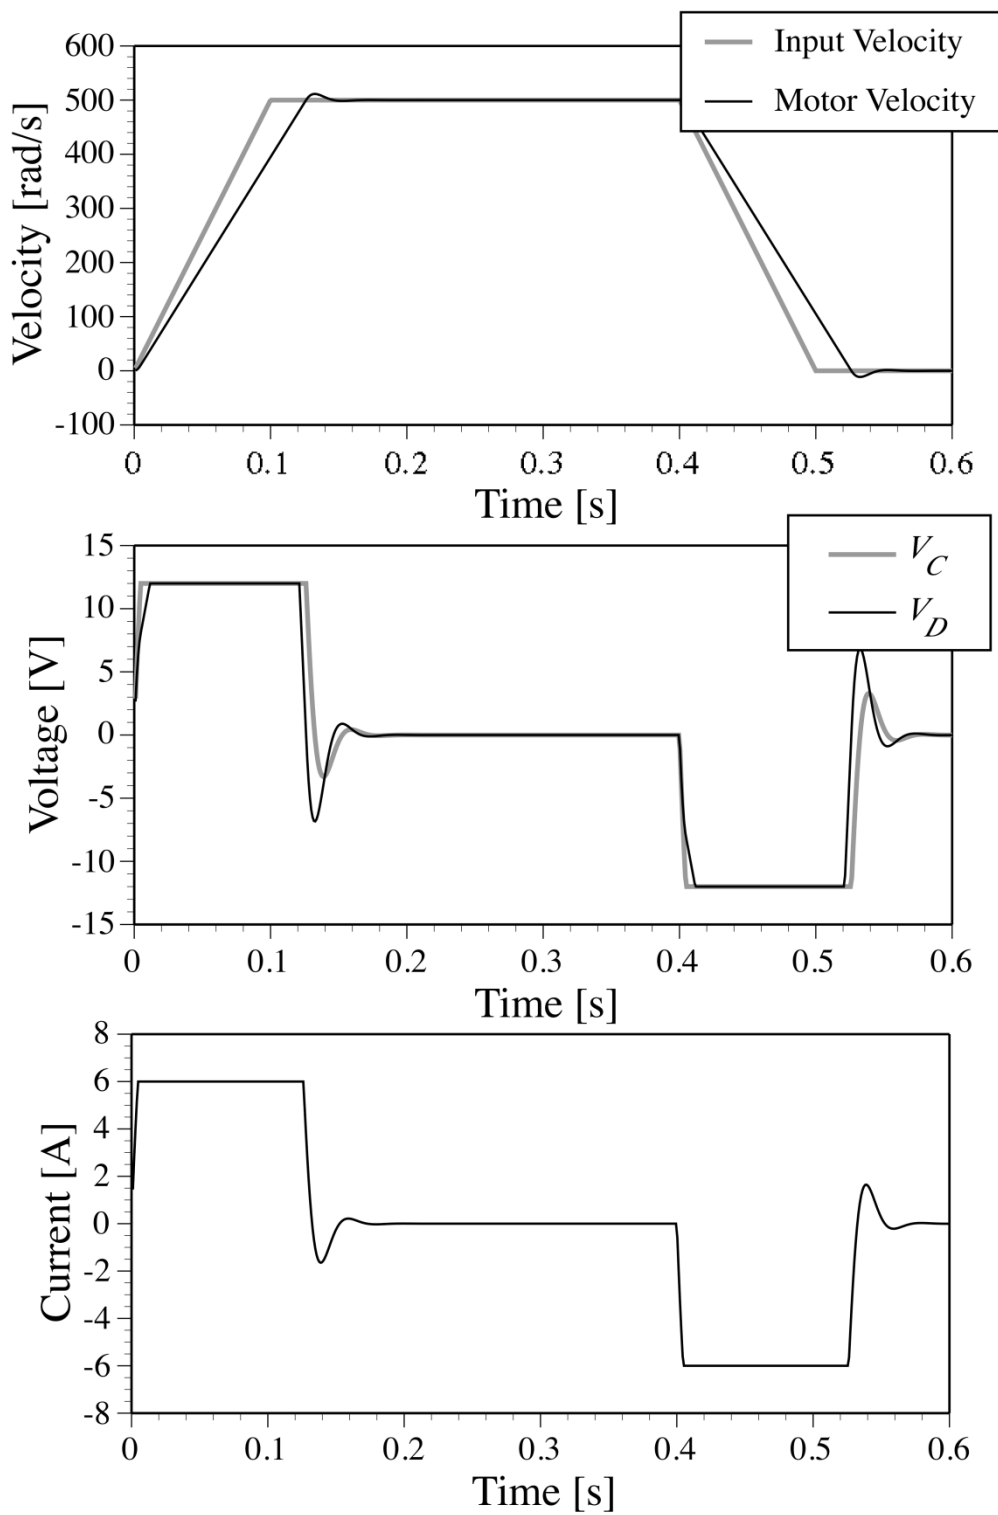 Input Velocity
Motor Velocity
600
500
400
300
200
100
0
-100
Velocity [rad/s]
0 0.1 0.2 0.3 0.4 0.5 0.6
Time [s]
V_C
V_D
15
10
5
0
-5
-10
-15
Voltage [V]
0 0.1 0.2 0.3 0.4 0.5 0.6
Time [s]
8
6
4
2
0
-2
-4
-6
-8
Current [A]
0 0.1 0.2 0.3 0.4 0.5 0.6
Time [s]